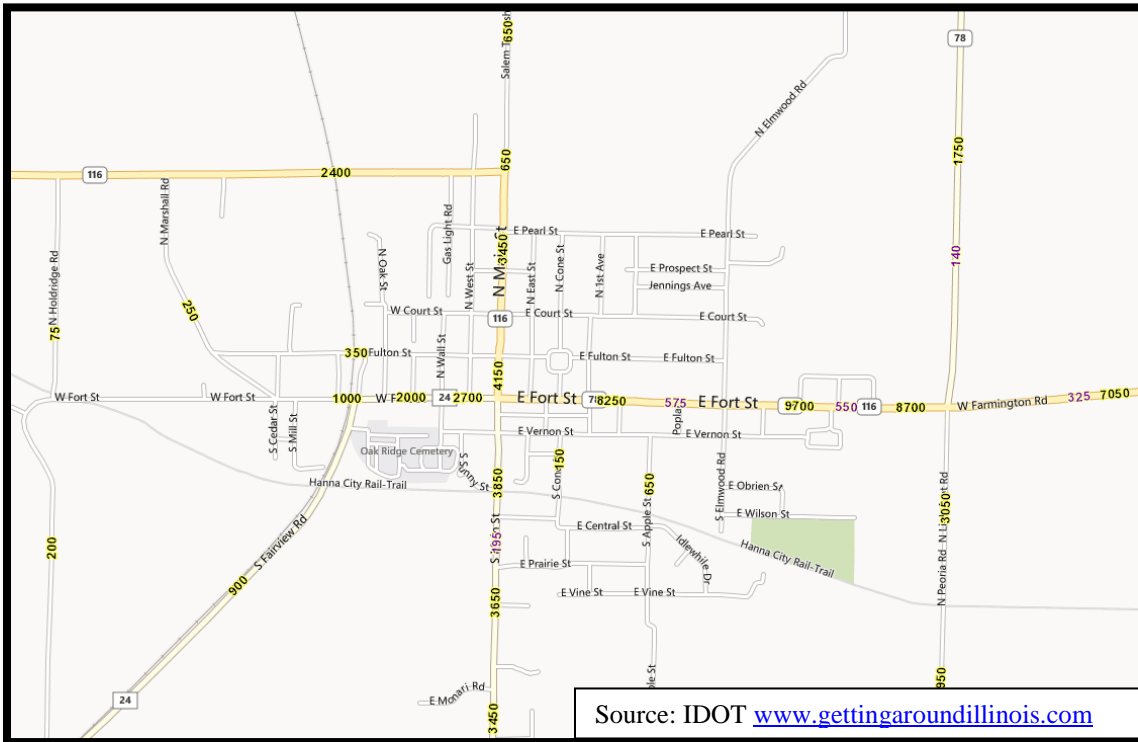 650
Salem
78
N Elmwood Rd
1750
650
116
2400
N Marshall Rd
Gas Light Rd
E Pearl St
E Pearl St
3450
N Holdridge Rd
N Oak St
N West St
N East St
N Cone St
N 1st Ave
E Prospect St
Jennings Ave
140
250
W Court St
116
E Court St
E Court St
75
350
Fulton St
N Wall St
E Fulton St
E Fulton St
4150
W Fort St
W Fort St
1000
2000
24
2700
E Fort St
78
8250
575
E Fort St
9700
550
116
8700
W Farmington Rd
325
7050
S Cedar St
S Mill St
E Vernon St
E Vernon St
Oak Ridge Cemetery
150
Hanna City Rail-Trail
3850
650
S Apple St
S Elmwood Rd
E Wilson St
3050
200
S Fairview Rd
E Central St
195
Idlewhile Dr
Hanna City Rail-Trail
E Prairie St
900
3650
E Vine St
E Vine St
N Peoria Rd
24
E Monari Rd
950
3450
Source: IDOT www.gettingaroundillinois.com